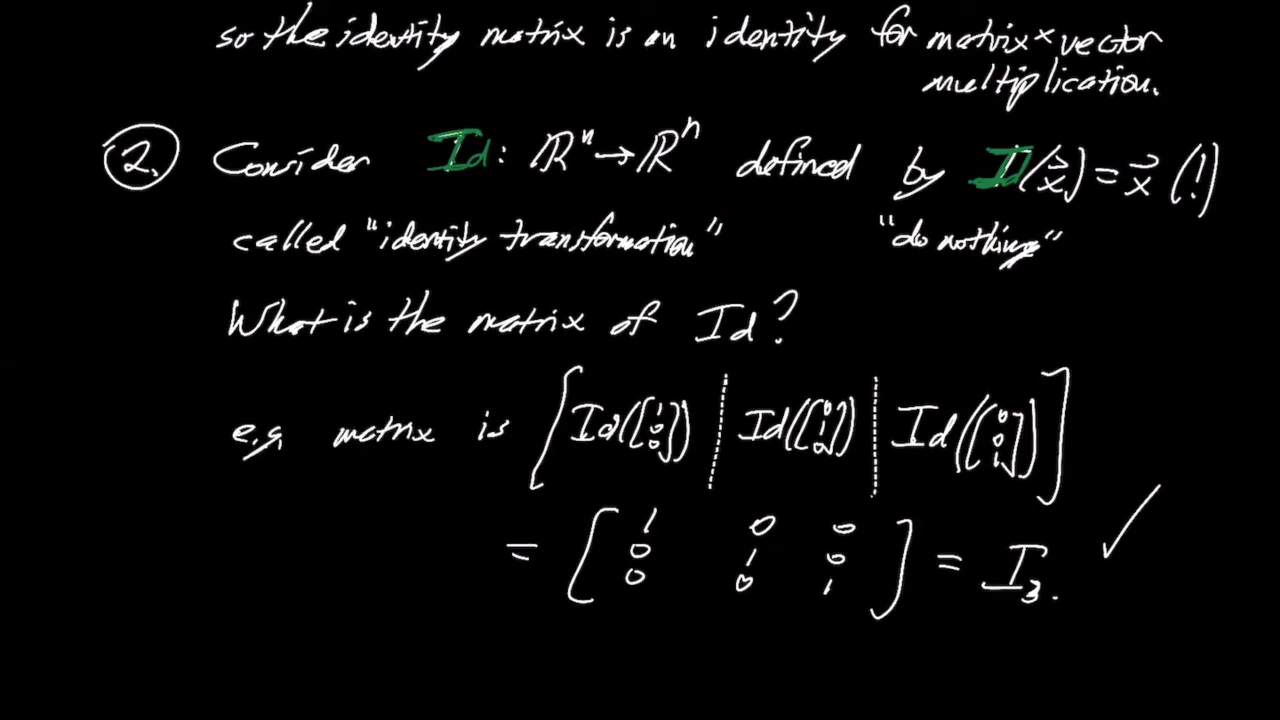 so the identity matrix is an identity for matrix × vector
multiplication.
2. Consider Id: ℝⁿ → ℝⁿ defined by Id(x⃗) = x⃗ (!)
called "identity transformation" "do nothing"
What is the matrix of Id?
e.g. matrix is [ Id([1 0 0]) | Id([0 1 0]) | Id([0 0 1]) ]
= [ 1 0 0
0 1 0
0 0 1 ] = I₃. ✓